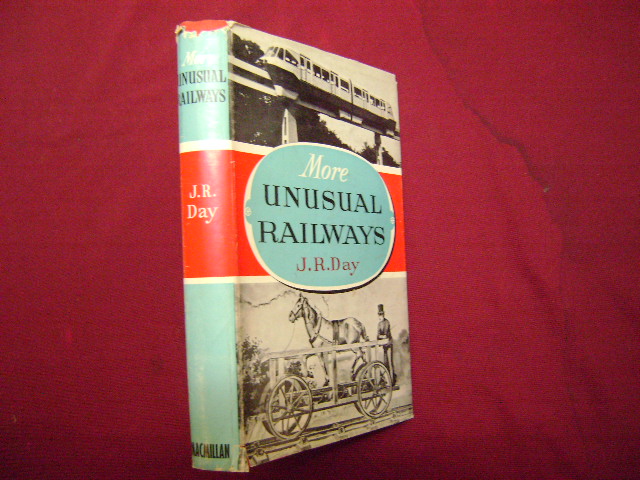 More
UNUSUAL
RAILWAYS
J.R.
Day
MACMILLAN
More
UNUSUAL
RAILWAYS
J.R.Day